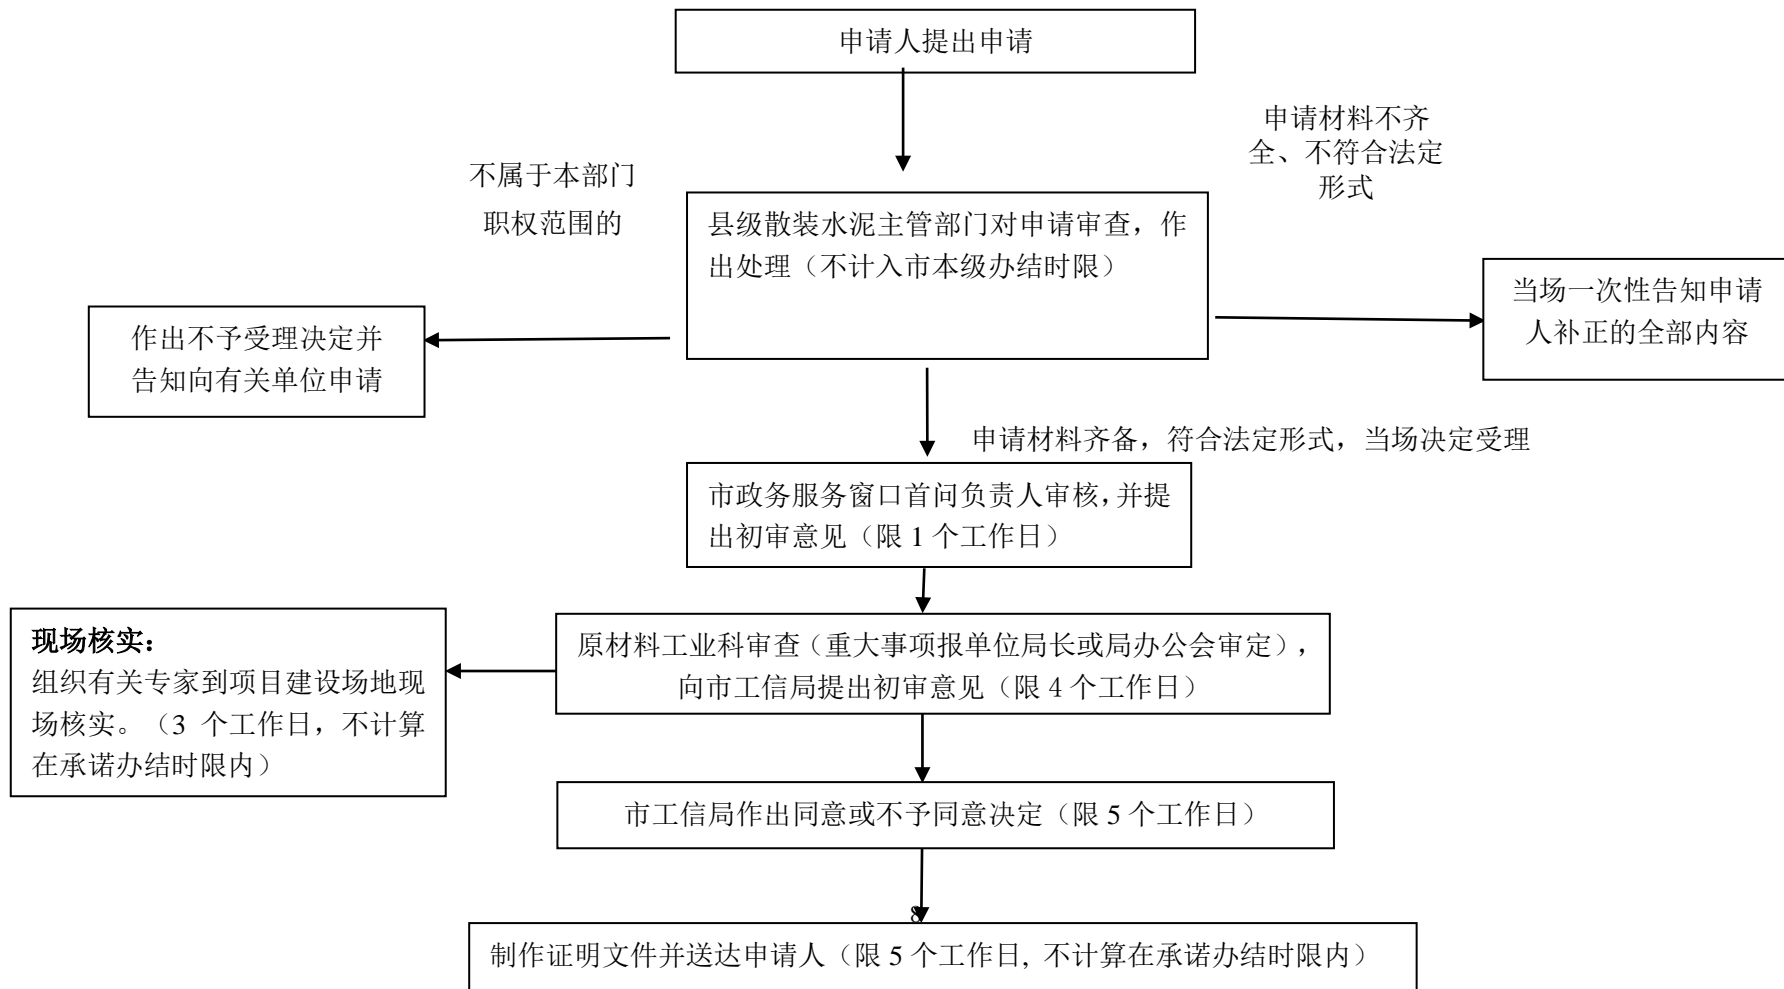 申请人提出申请
申请材料不齐
全、不符合法定
形式
不属于本部门
职权范围的
县级散装水泥主管部门对申请审查，作
出处理（不计入市本级办结时限）
当场一次性告知申请
人补正的全部内容
作出不予受理决定并
告知向有关单位申请
申请材料齐备，符合法定形式，当场决定受理
市政务服务窗口首问负责人审核，并提
出初审意见（限 1 个工作日）
原材料工业科审查（重大事项报单位局长或局办公会审定），
向市工信局提出初审意见（限 4 个工作日）
现场核实：
组织有关专家到项目建设场地现
场核实。（3 个工作日，不计算
在承诺办结时限内）
市工信局作出同意或不予同意决定（限 5 个工作日）
8
制作证明文件并送达申请人（限 5 个工作日, 不计算在承诺办结时限内）